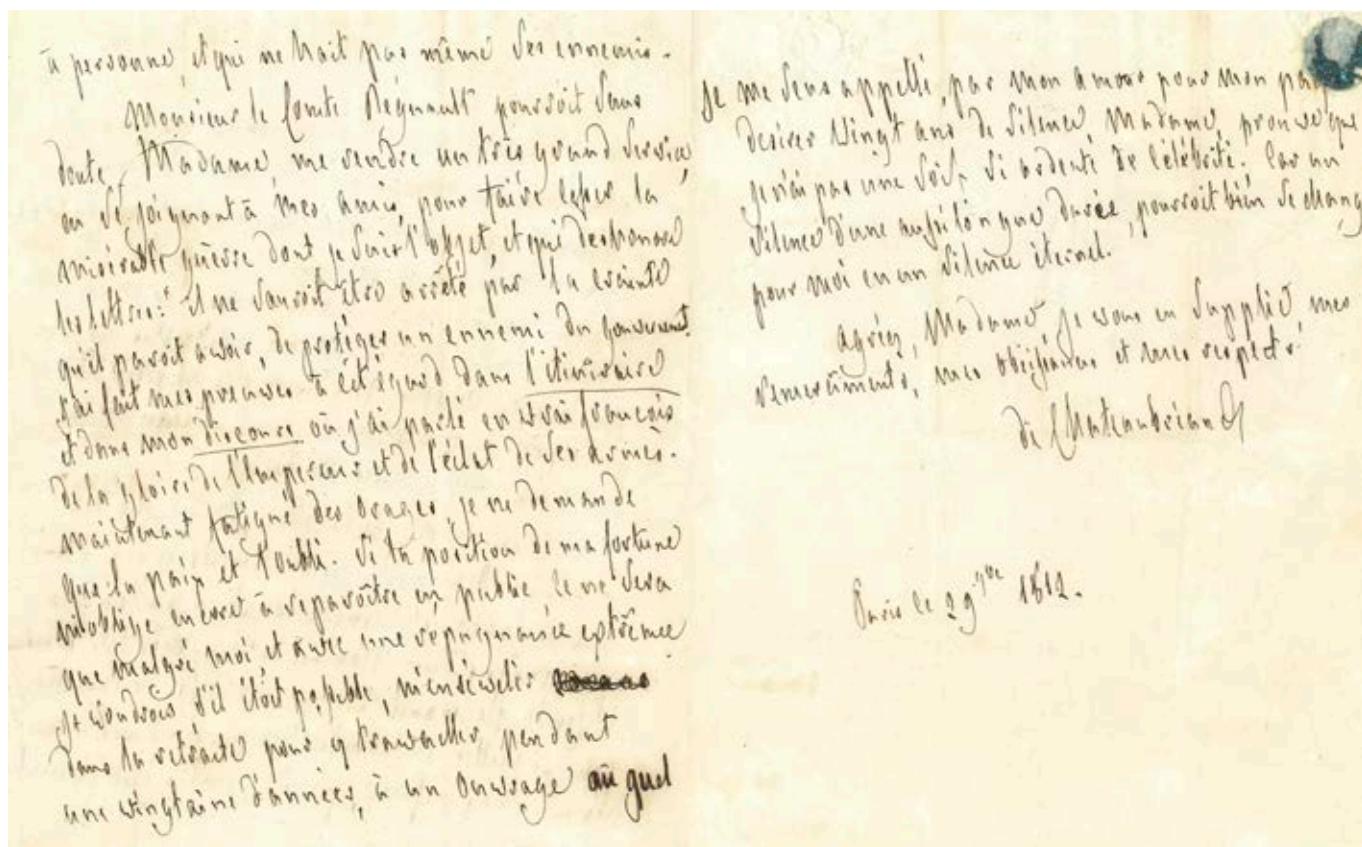 à personne, et qui ne hait pas même ses ennemis.
Monsieur le Comte Regnault pourroit sans
doute, Madame, me rendre un très grand service,
en se joignant à mes amis, pour faire cesser la
misérable guerre dont je suis l'objet, et qui deshonore
les lettres: il ne sauroit être arrêté par la crainte
qu'il paroit avoir, de protéger un ennemi du gouvernement.
J'ai fait mes preuves à cet égard dans l'itinéraire
et dans mon discours où j'ai parlé en vrai françois
de la gloire de l'Empereur et de l'éclat de ses armes.
Maintenant fatigué des orages, je ne demande
que la paix et l'oubli. Si la position de ma fortune
m'oblige encore à reparoître en public, ce ne sera
que malgré moi, et avec une répugnance extrême
je voudrois, s'il étoit possible, m'ensevelir
dans la retraite pour y travailler, pendant
une vingtaine d'années, à un ouvrage au quel
je me sens appellé, par mon amour pour mon
desirer vingt ans de silence, Madame, prouve que
je n'ai pas une soif si ardente de célébrité. Car un
silence d'une aussi longue durée, pourroit bien se chang
pour moi en un silence éternel.
agréez, Madame, je vous en supplie, mes
remerciments, mes obéissances et mes respects.
de Chateaubriand
Paris le 29 9bre 1812.